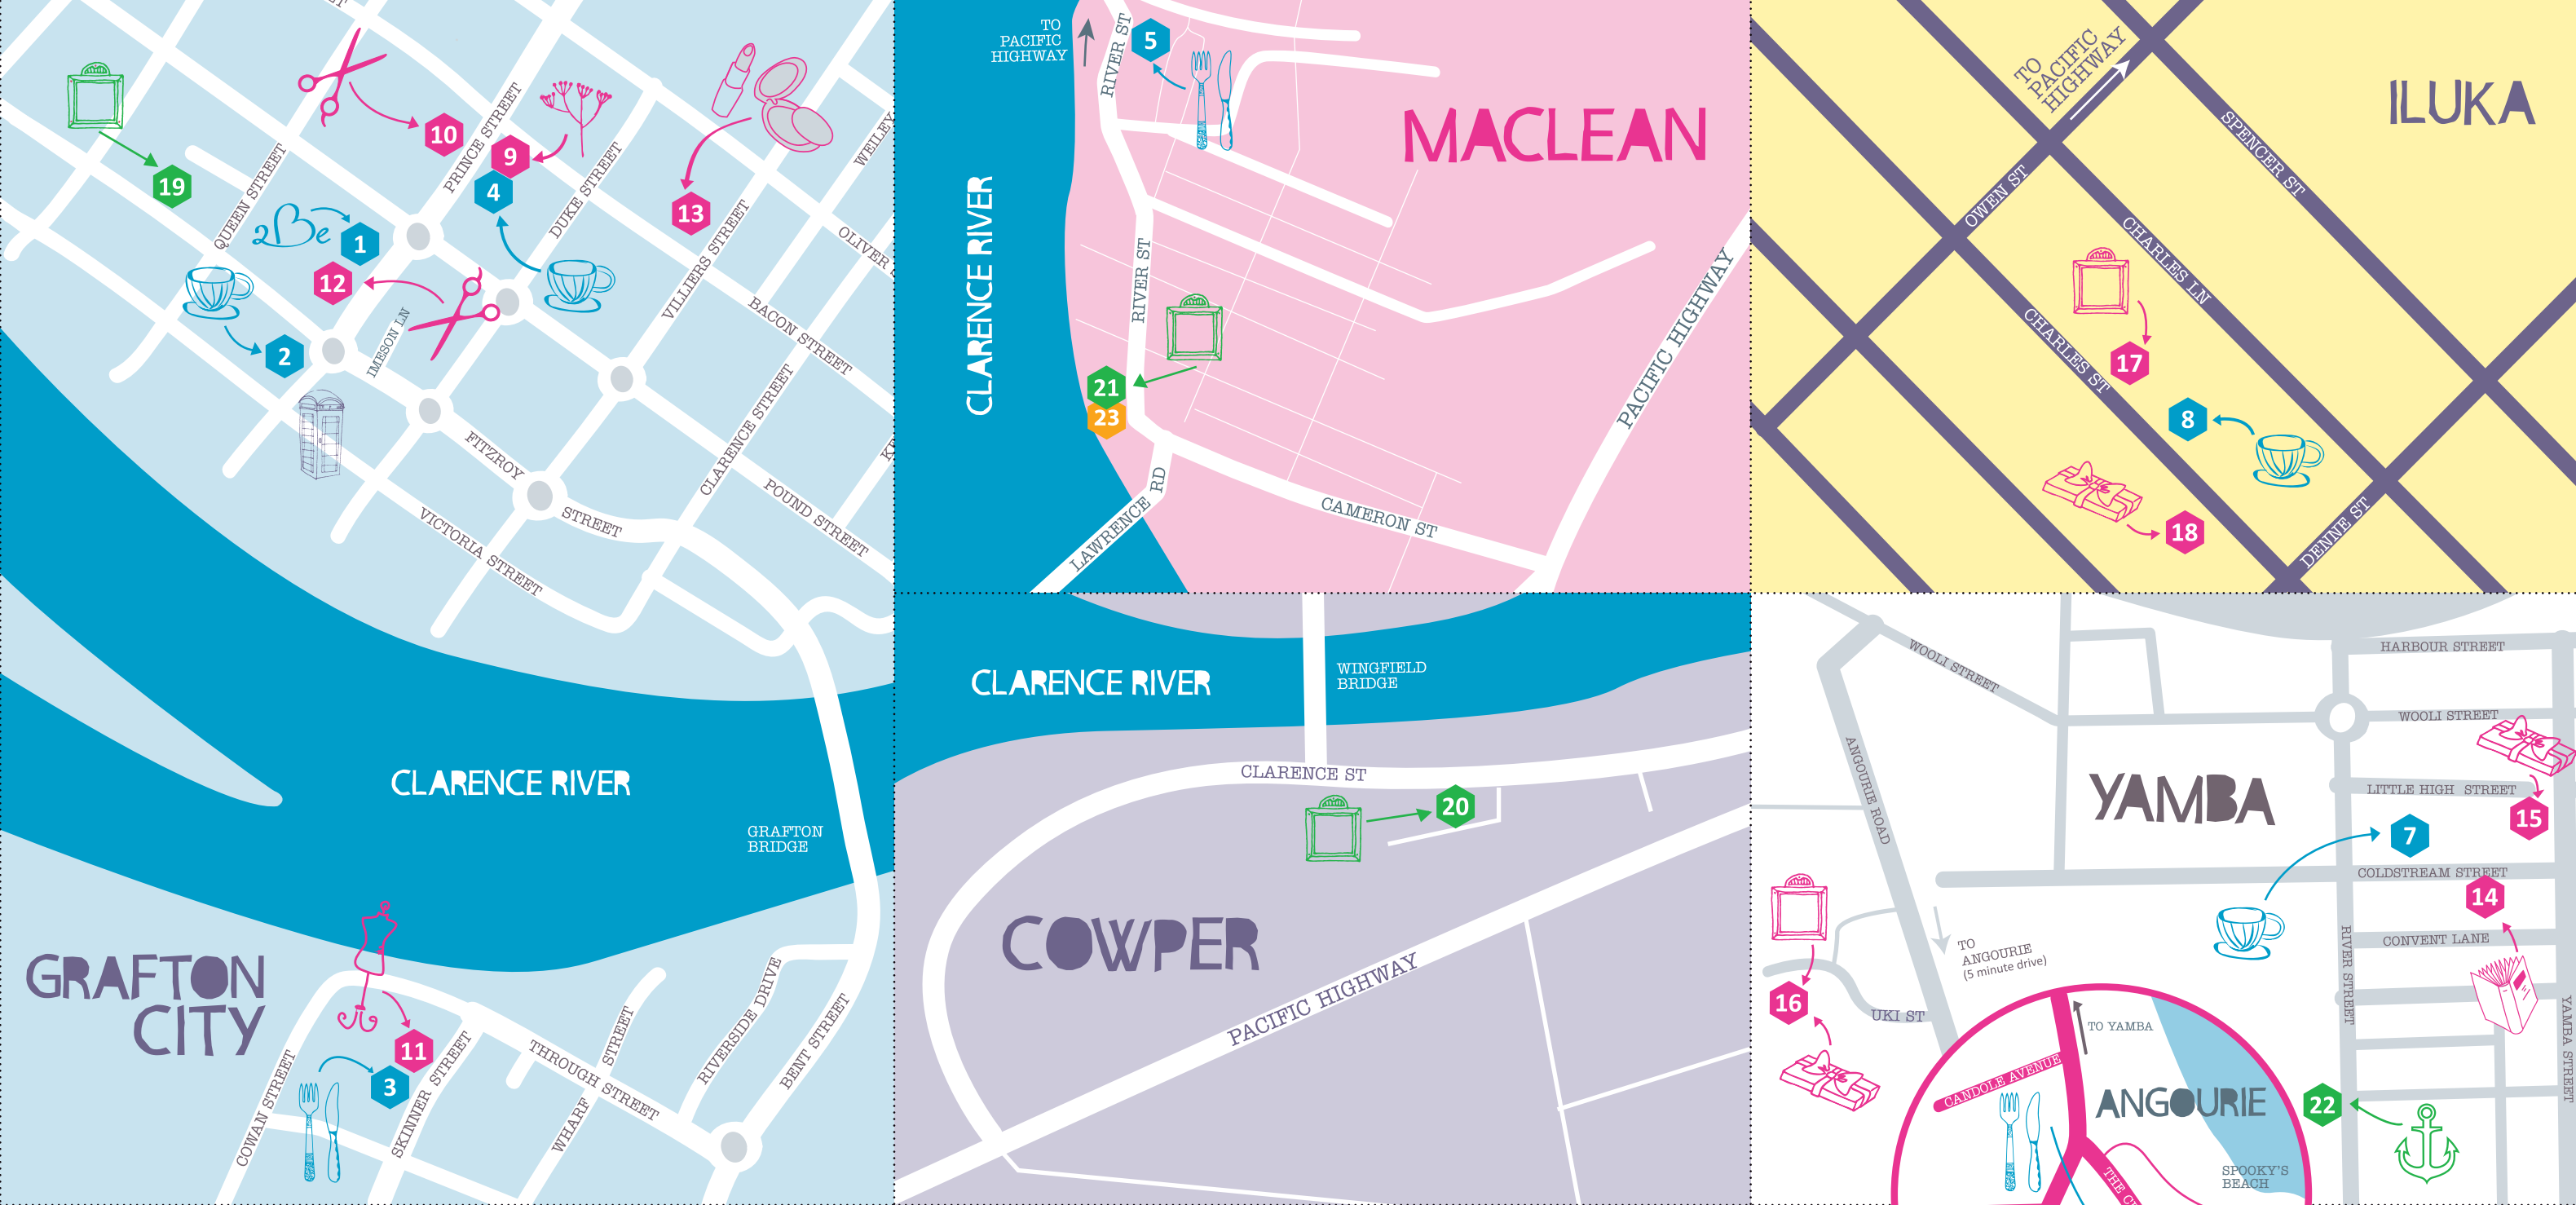 19
10
9
4
13
2Be
1
12
2
QUEEN STREET
PRINCE STREET
DUKE STREET
VILLIERS STREET
WEILEY
OLIVER S
BACON STREET
IMESON LN
CLARENCE STREET
FITZROY
STREET
POUND STREET
VICTORIA STREET
CLARENCE RIVER
GRAFTON
BRIDGE
GRAFTON
CITY
11
3
COWAN STREET
SKINNER STREET
THROUGH STREET
WHARF STREET
RIVERSIDE DRIVE
BENT STREET
TO
PACIFIC
HIGHWAY
RIVER ST
5
MACLEAN
CLARENCE RIVER
RIVER ST
21
23
PACIFIC HIGHWAY
LAWRENCE RD
CAMERON ST
CLARENCE RIVER
WINGFIELD
BRIDGE
CLARENCE ST
20
COWPER
PACIFIC HIGHWAY
TO
PACIFIC
HIGHWAY
ILUKA
SPENCER ST
OWEN ST
CHARLES LN
CHARLES ST
17
8
18
DENNE ST
HARBOUR STREET
WOOLI STREET
WOOLI STREET
ANGOURIE ROAD
YAMBA
LITTLE HIGH STREET
15
7
COLDSTREAM STREET
14
CONVENT LANE
RIVER STREET
YAMBA STREET
TO
ANGOURIE
(5 minute drive)
16
UKI ST
TO YAMBA
CANDOLE AVENUE
ANGOURIE
22
SPOOKY'S
BEACH
THE C